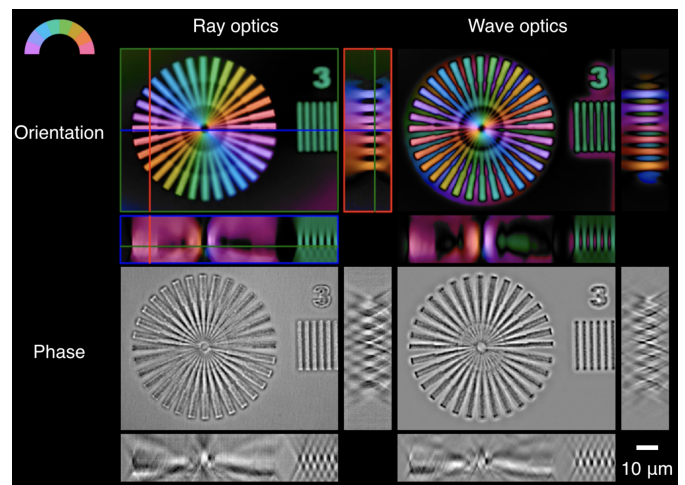 Ray optics
Wave optics
Orientation
3
3
Phase
3
3
10 μm